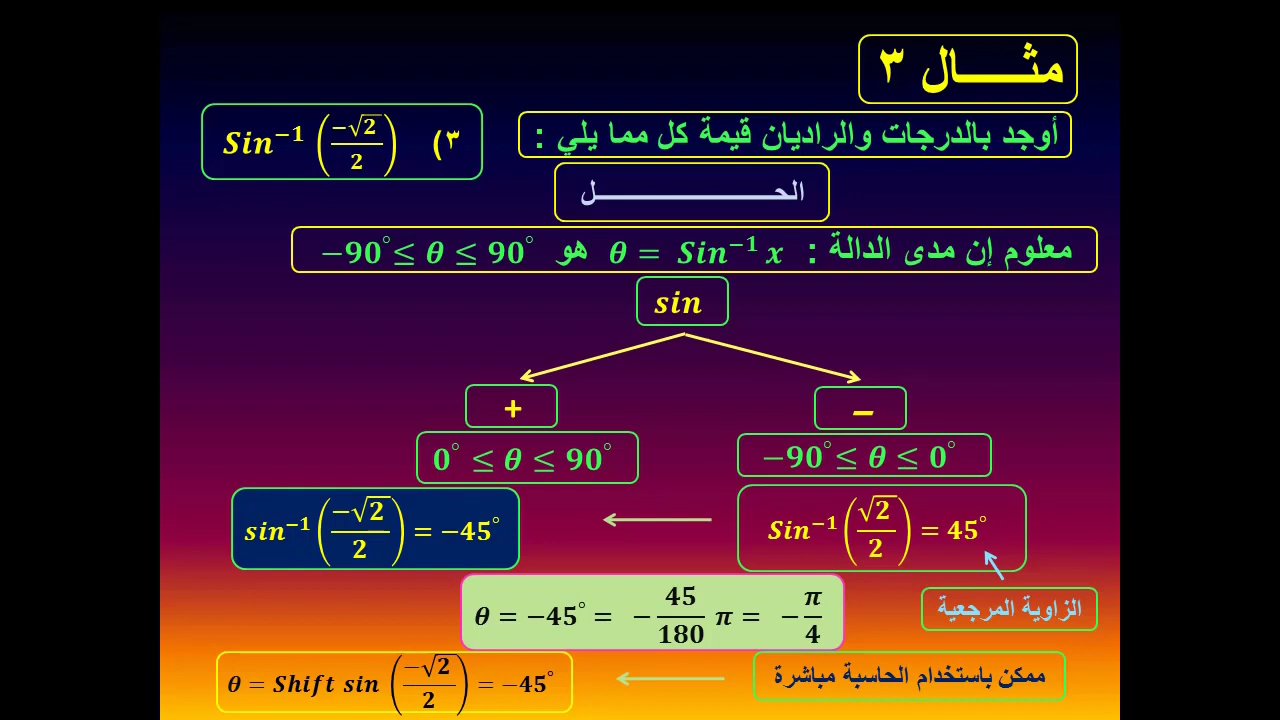 مثــــــال ٣
أوجد بالدرجات والراديان قيمة كل مما يلي :
٣) Sin⁻¹ (−√2/2)
الحــــــــــــــــــل
معلوم إن مدى الدالة : θ = Sin⁻¹ x هو −90° ≤ θ ≤ 90°
sin
−
+
−90° ≤ θ ≤ 0°
0° ≤ θ ≤ 90°
Sin⁻¹ (√2/2) = 45°
sin⁻¹ (−√2/2) = −45°
الزاوية المرجعية
θ = −45° = −45/180 π = −π/4
ممكن باستخدام الحاسبة مباشرة
θ = Shift sin (−√2/2) = −45°